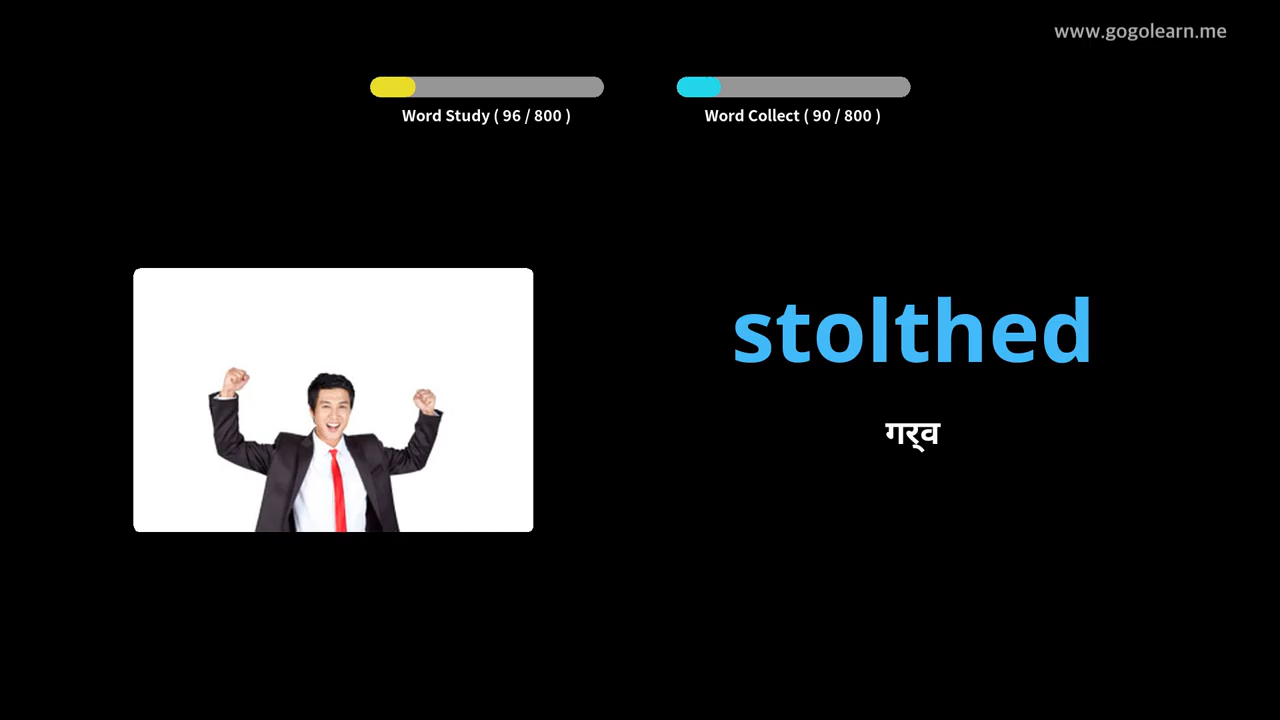 www.gogolearn.me
Word Study ( 96 / 800 )
Word Collect ( 90 / 800 )
stolthed
गर्‌व